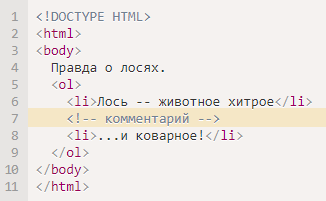 1 <!DOCTYPE HTML>
2 <html>
3 <body>
4   Правда о лосях.
5   <ol>
6     <li>Лось -- животное хитрое</li>
7     <!-- комментарий -->
8     <li>...и коварное!</li>
9   </ol>
10 </body>
11 </html>